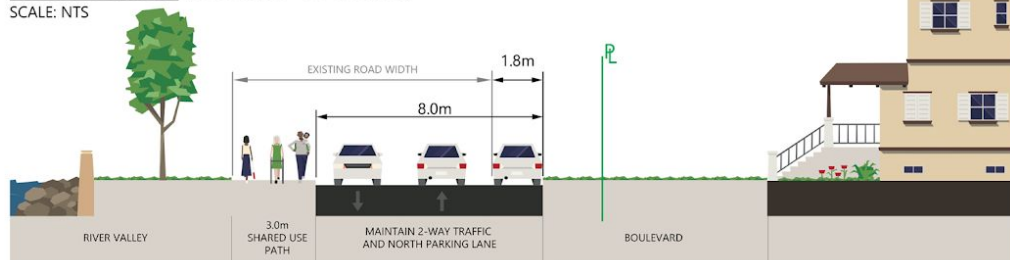 SCALE: NTS
1.8m
EXISTING ROAD WIDTH
8.0m
PL
RIVER VALLEY
3.0m
SHARED USE
PATH
MAINTAIN 2-WAY TRAFFIC
AND NORTH PARKING LANE
BOULEVARD